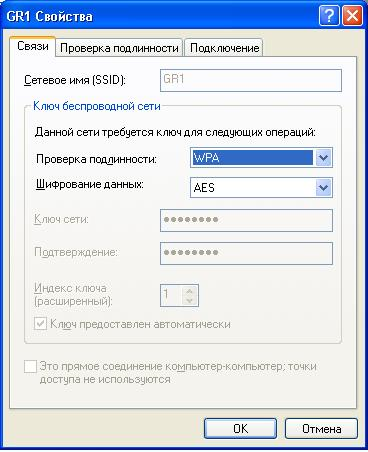 GR1 Свойства
Связи Проверка подлинности Подключение
Сетевое имя (SSID): GR1
Ключ беспроводной сети
Данной сети требуется ключ для следующих операций:
Проверка подлинности: WPA
Шифрование данных: AES
Ключ сети: ••••••••
Подтверждение: ••••••••
Индекс ключа
(расширенный): 1
Ключ предоставлен автоматически
Это прямое соединение компьютер-компьютер; точки
доступа не используются
OK Отмена